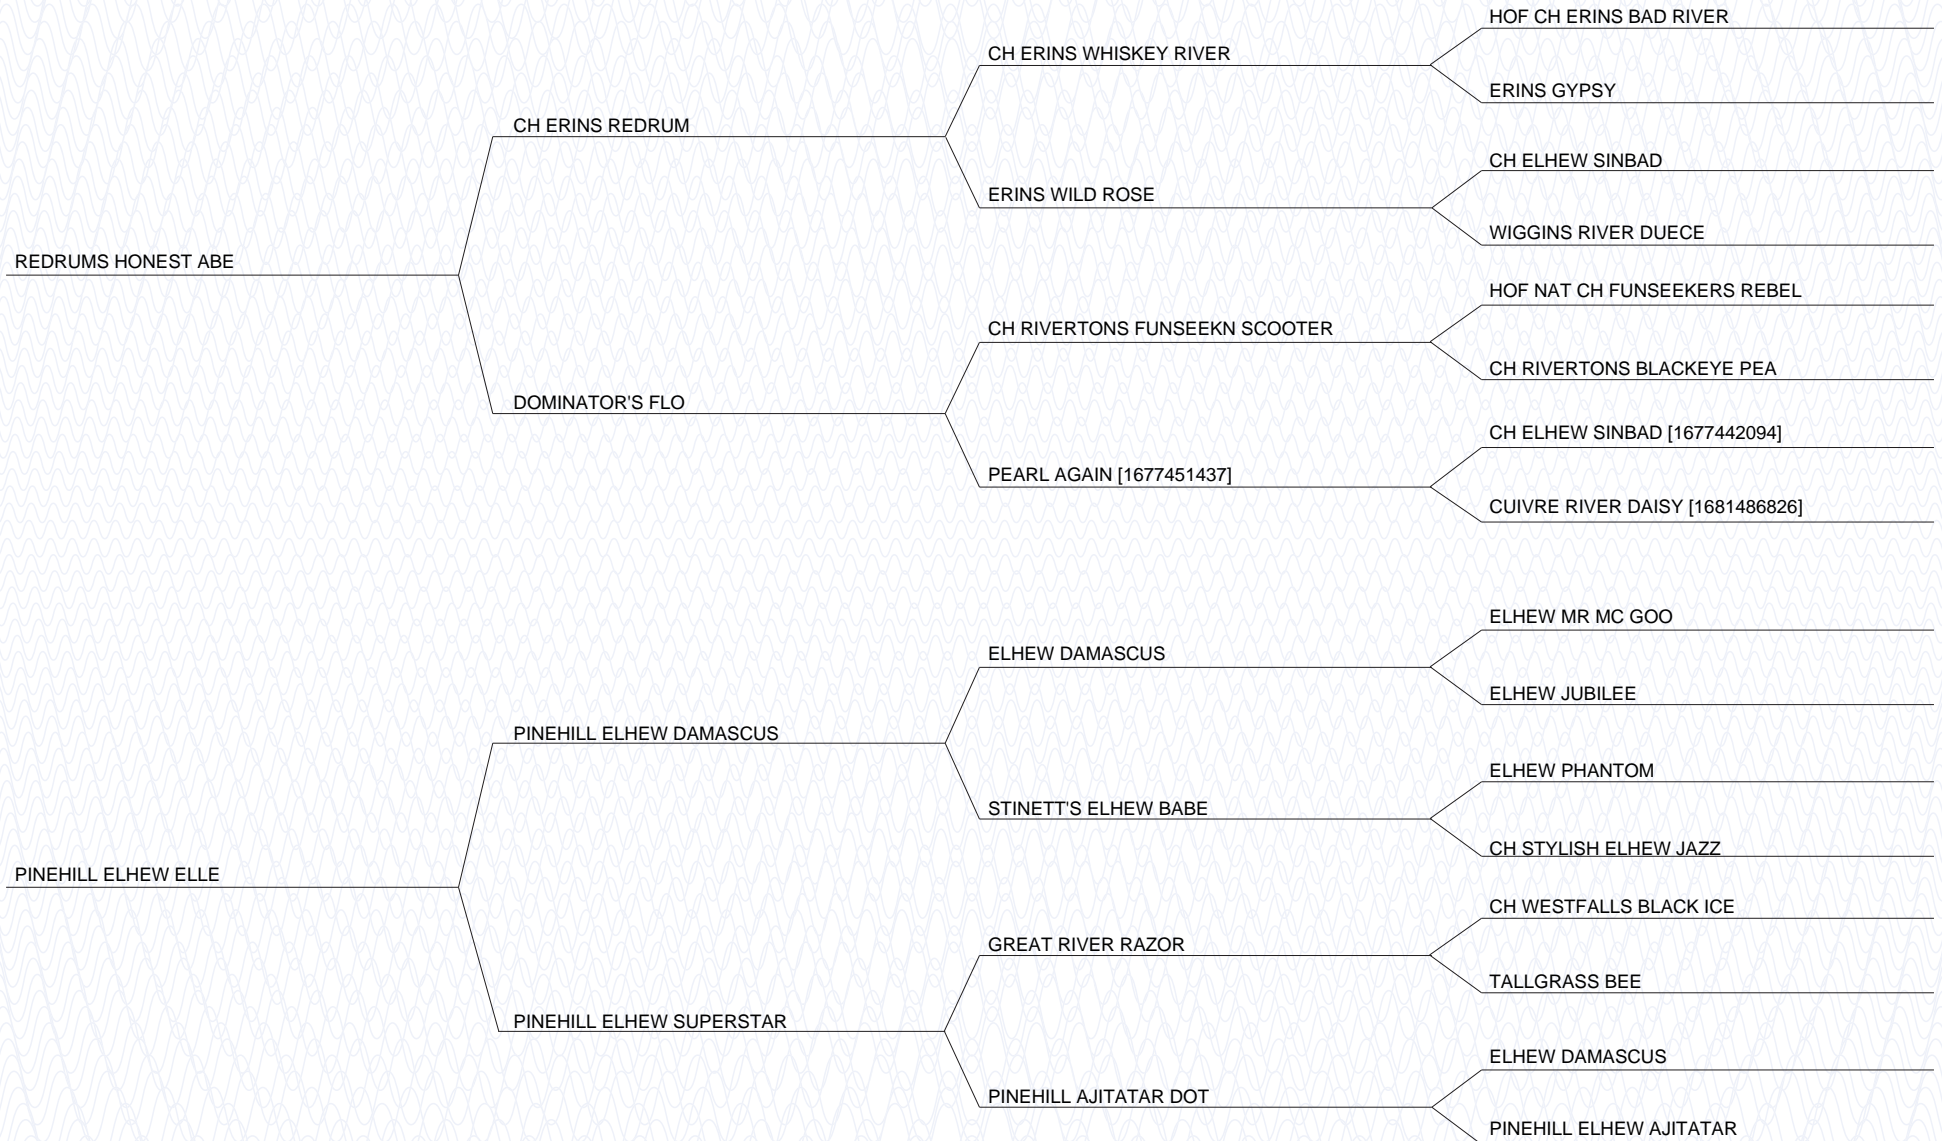 HOF CH ERINS BAD RIVER
CH ERINS WHISKEY RIVER
ERINS GYPSY
CH ERINS REDRUM
CH ELHEW SINBAD
ERINS WILD ROSE
WIGGINS RIVER DUECE
REDRUMS HONEST ABE
HOF NAT CH FUNSEEKERS REBEL
CH RIVERTONS FUNSEEKN SCOOTER
CH RIVERTONS BLACKEYE PEA
DOMINATOR'S FLO
CH ELHEW SINBAD [1677442094]
PEARL AGAIN [1677451437]
CUIVRE RIVER DAISY [1681486826]
ELHEW MR MC GOO
ELHEW DAMASCUS
ELHEW JUBILEE
PINEHILL ELHEW DAMASCUS
ELHEW PHANTOM
STINETT'S ELHEW BABE
CH STYLISH ELHEW JAZZ
PINEHILL ELHEW ELLE
CH WESTFALLS BLACK ICE
GREAT RIVER RAZOR
TALLGRASS BEE
PINEHILL ELHEW SUPERSTAR
ELHEW DAMASCUS
PINEHILL AJITATAR DOT
PINEHILL ELHEW AJITATAR